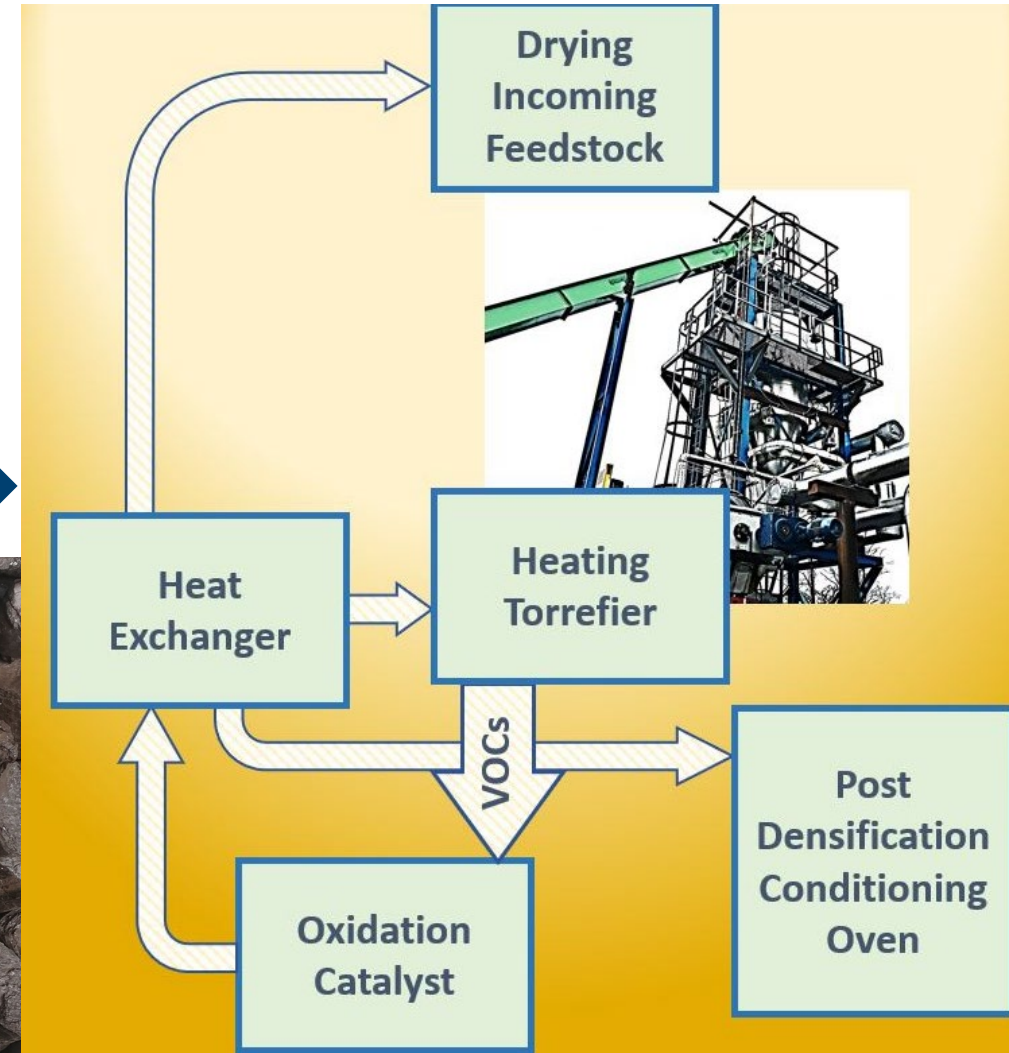 Drying
Incoming
Feedstock
Heat
Exchanger
Heating
Torrefier
VOCs
Post
Densification
Conditioning
Oven
Oxidation
Catalyst